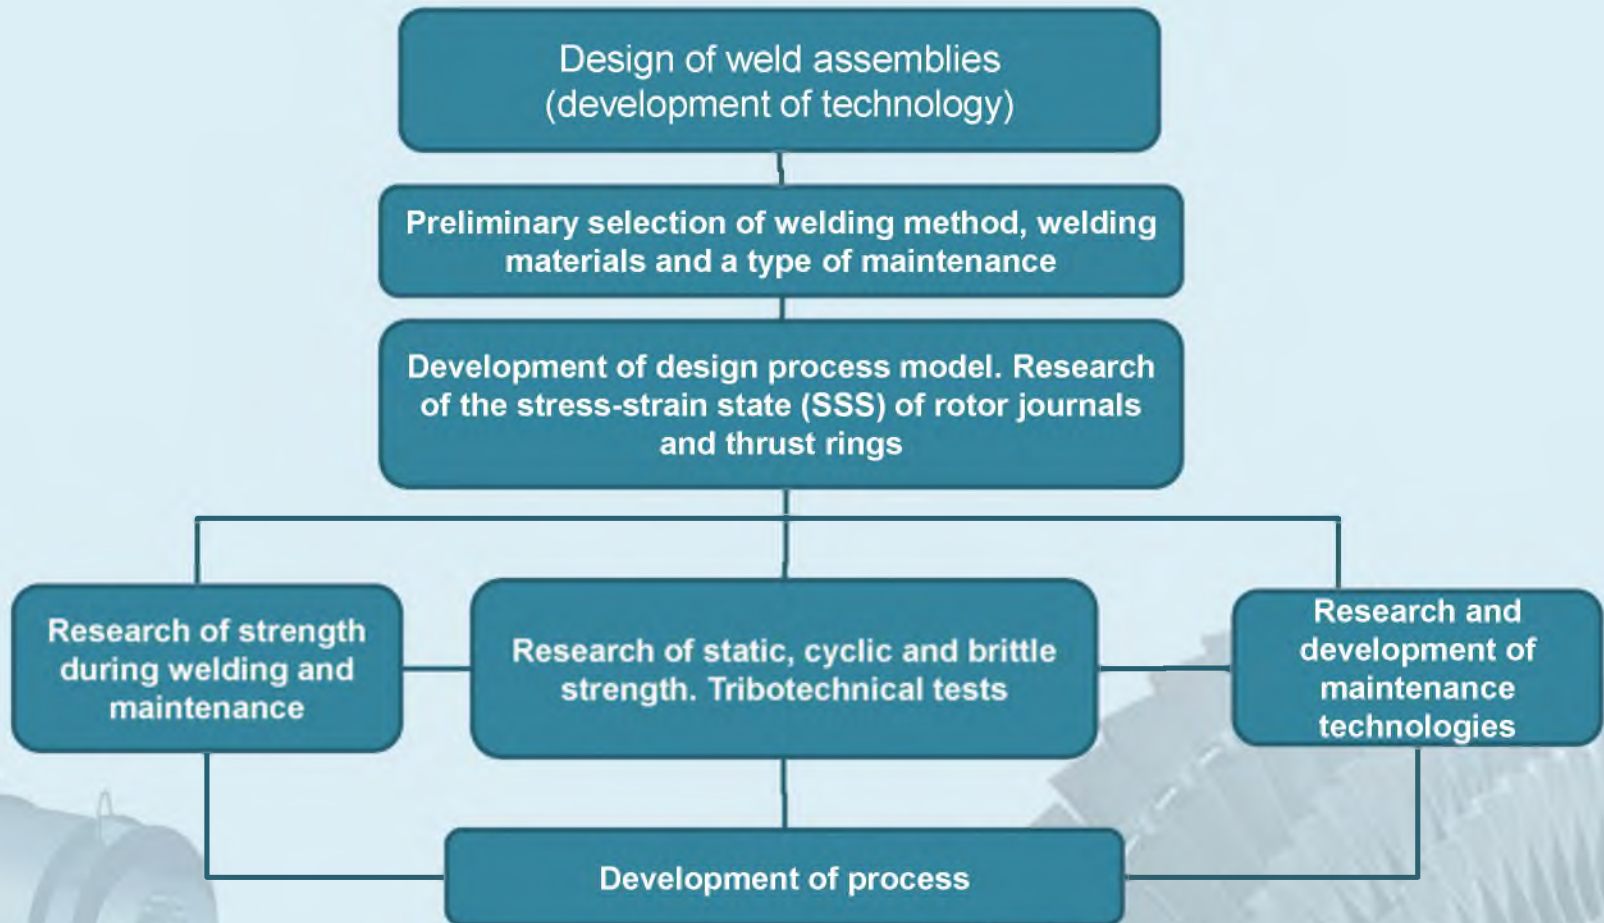 Design of weld assemblies
(development of technology)
Preliminary selection of welding method, welding
materials and a type of maintenance
Development of design process model. Research
of the stress-strain state (SSS) of rotor journals
and thrust rings
Research of strength
during welding and
maintenance
Research of static, cyclic and brittle
strength. Tribotechnical tests
Research and
development of
maintenance
technologies
Development of process